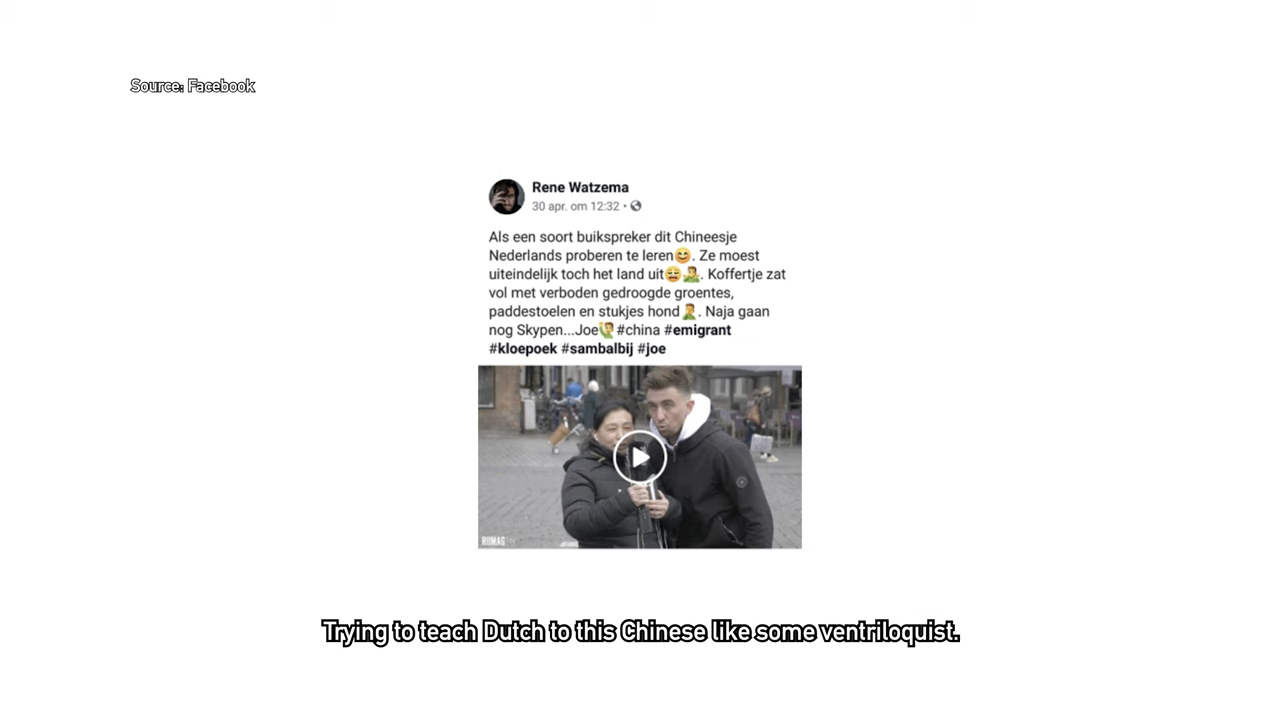 Source: Facebook
Rene Watzema
30 apr. om 12:32 •
Als een soort buikspreker dit Chineesje
Nederlands proberen te leren😊. Ze moest
uiteindelijk toch het land uit😩🤷‍♂️. Koffertje zat
vol met verboden gedroogde groentes,
paddestoelen en stukjes hond🤦‍♂️. Naja gaan
nog Skypen...Joe🙋‍♂️#china #emigrant
#kloepoek #sambalbij #joe
RUMAG
Trying to teach Dutch to this Chinese like some ventriloquist.